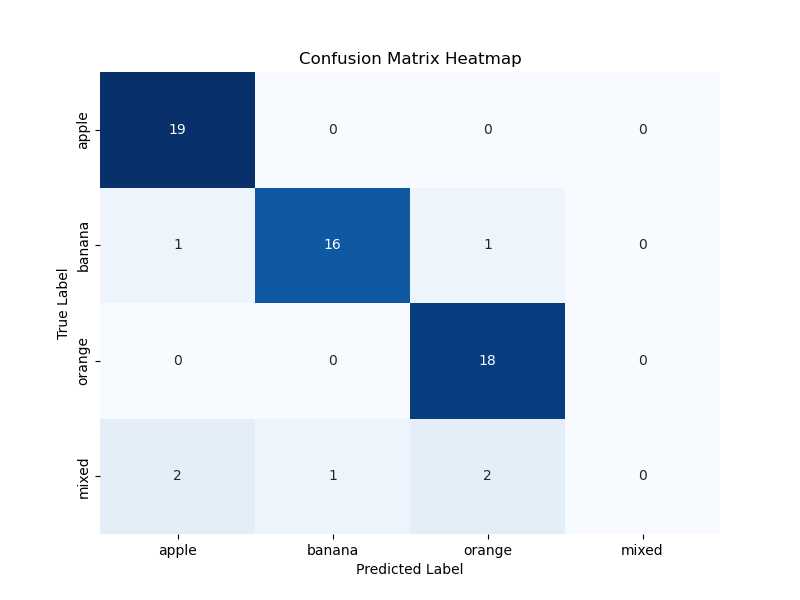 Confusion Matrix Heatmap
True Label
apple 19 0 0 0
banana 1 16 1 0
orange 0 0 18 0
mixed 2 1 2 0
apple banana orange mixed
Predicted Label